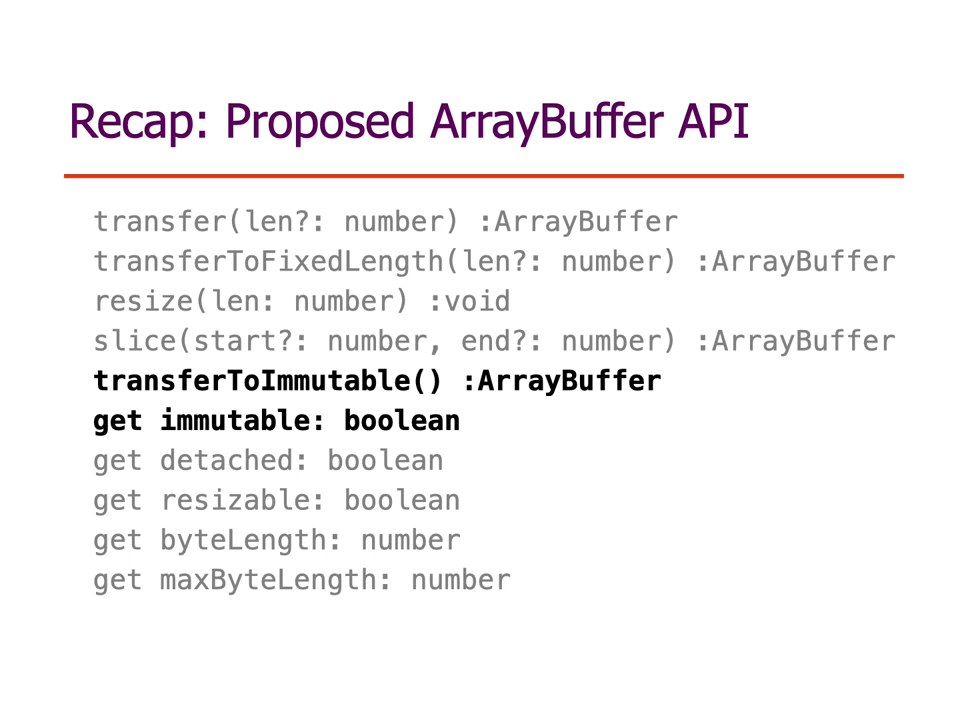 Recap: Proposed ArrayBuffer API
transfer(len?: number) :ArrayBuffer
transferToFixedLength(len?: number) :ArrayBuffer
resize(len: number) :void
slice(start?: number, end?: number) :ArrayBuffer
transferToImmutable() :ArrayBuffer
get immutable: boolean
get detached: boolean
get resizable: boolean
get byteLength: number
get maxByteLength: number